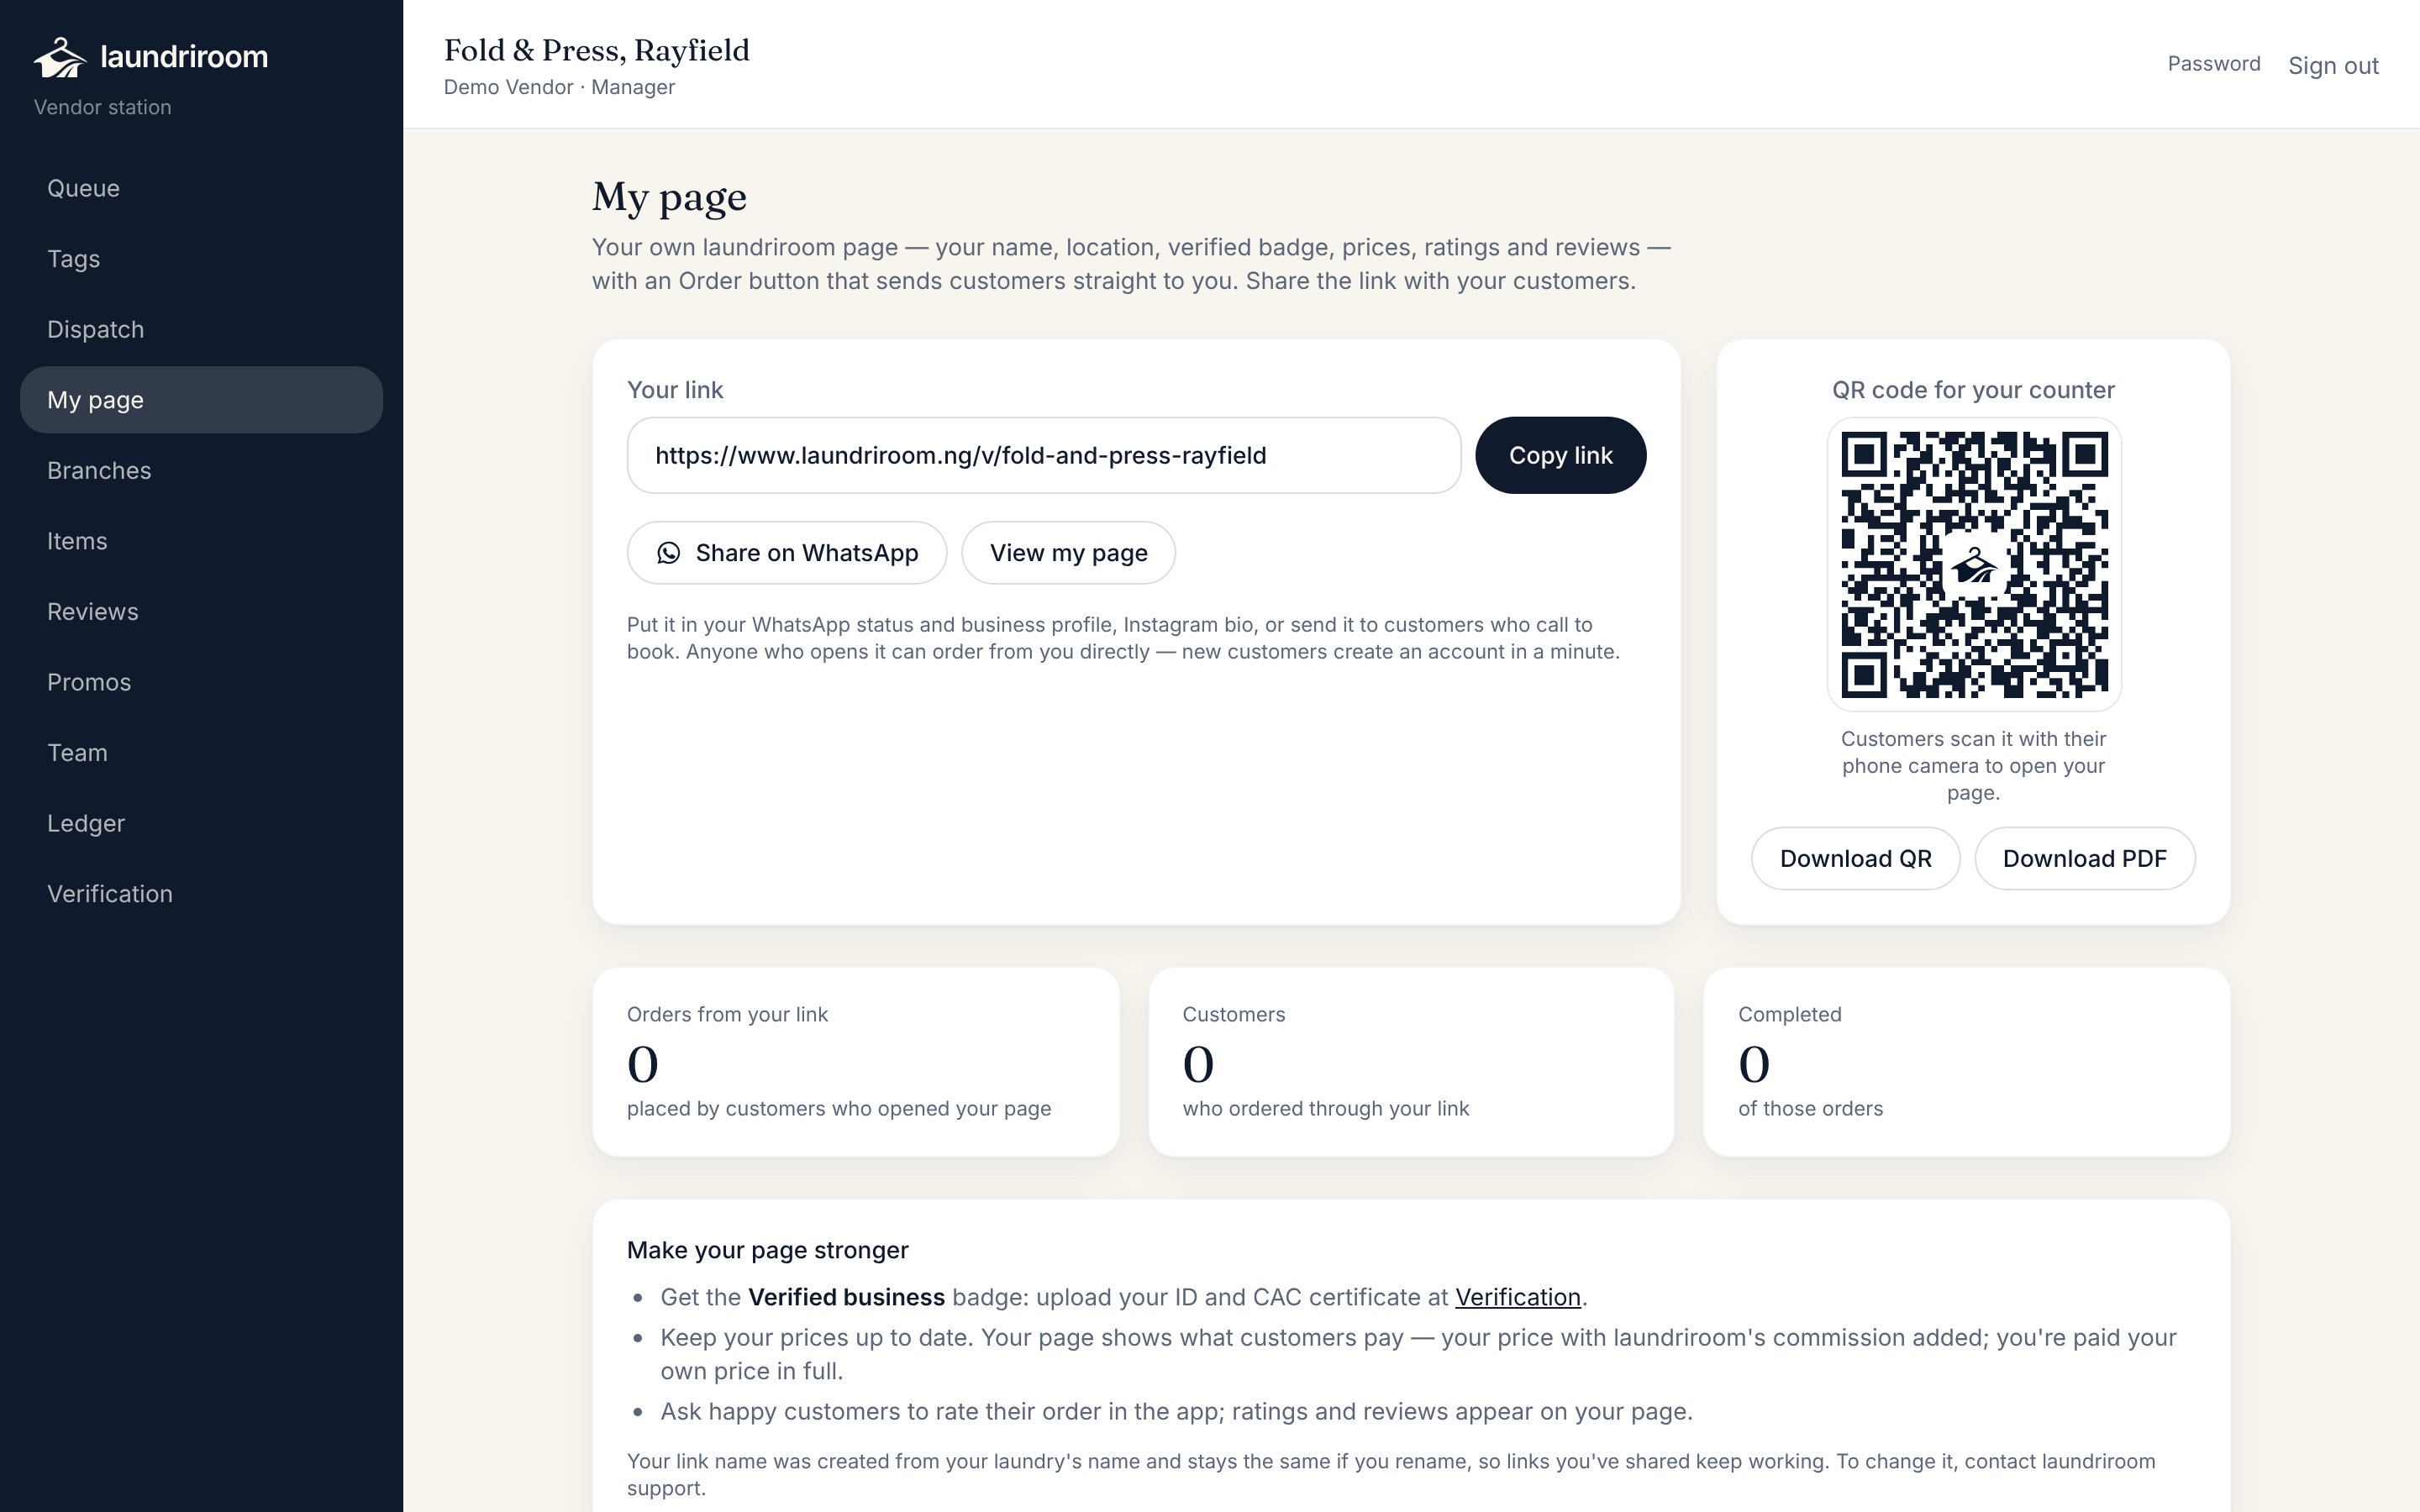 laundriroom
Vendor station
Queue
Tags
Dispatch
My page
Branches
Items
Reviews
Promos
Team
Ledger
Verification
Fold & Press, Rayfield
Demo Vendor · Manager
Password
Sign out
My page
Your own laundriroom page — your name, location, verified badge, prices, ratings and reviews —
with an Order button that sends customers straight to you. Share the link with your customers.
Your link
https://www.laundriroom.ng/v/fold-and-press-rayfield
Copy link
Share on WhatsApp
View my page
Put it in your WhatsApp status and business profile, Instagram bio, or send it to customers who call to
book. Anyone who opens it can order from you directly — new customers create an account in a minute.
QR code for your counter
Customers scan it with their
phone camera to open your
page.
Download QR
Download PDF
Orders from your link
0
placed by customers who opened your page
Customers
0
who ordered through your link
Completed
0
of those orders
Make your page stronger
• Get the Verified business badge: upload your ID and CAC certificate at Verification.
• Keep your prices up to date. Your page shows what customers pay — your price with laundriroom's commission added; you're paid your
own price in full.
• Ask happy customers to rate their order in the app; ratings and reviews appear on your page.
Your link name was created from your laundry's name and stays the same if you rename, so links you've shared keep working. To change it, contact laundriroom
support.